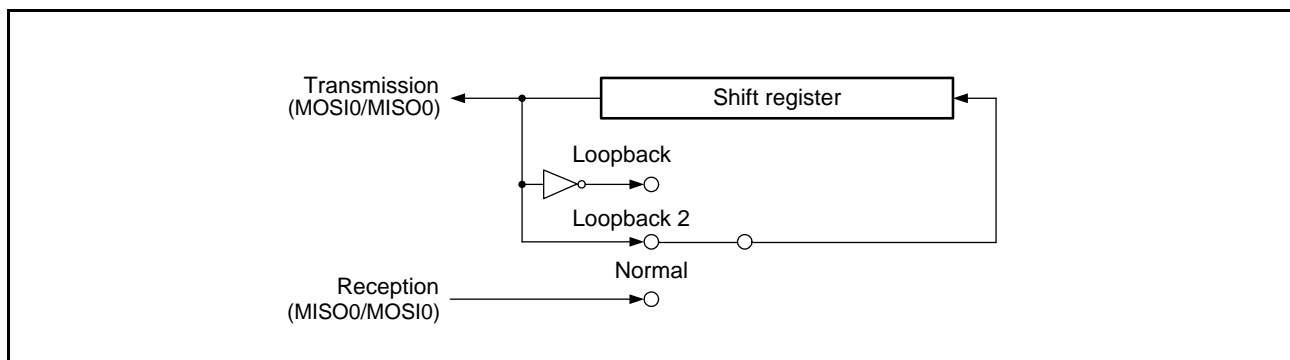 Transmission
(MOSI0/MISO0)
Shift register
Loopback
Loopback 2
Normal
Reception
(MISO0/MOSI0)